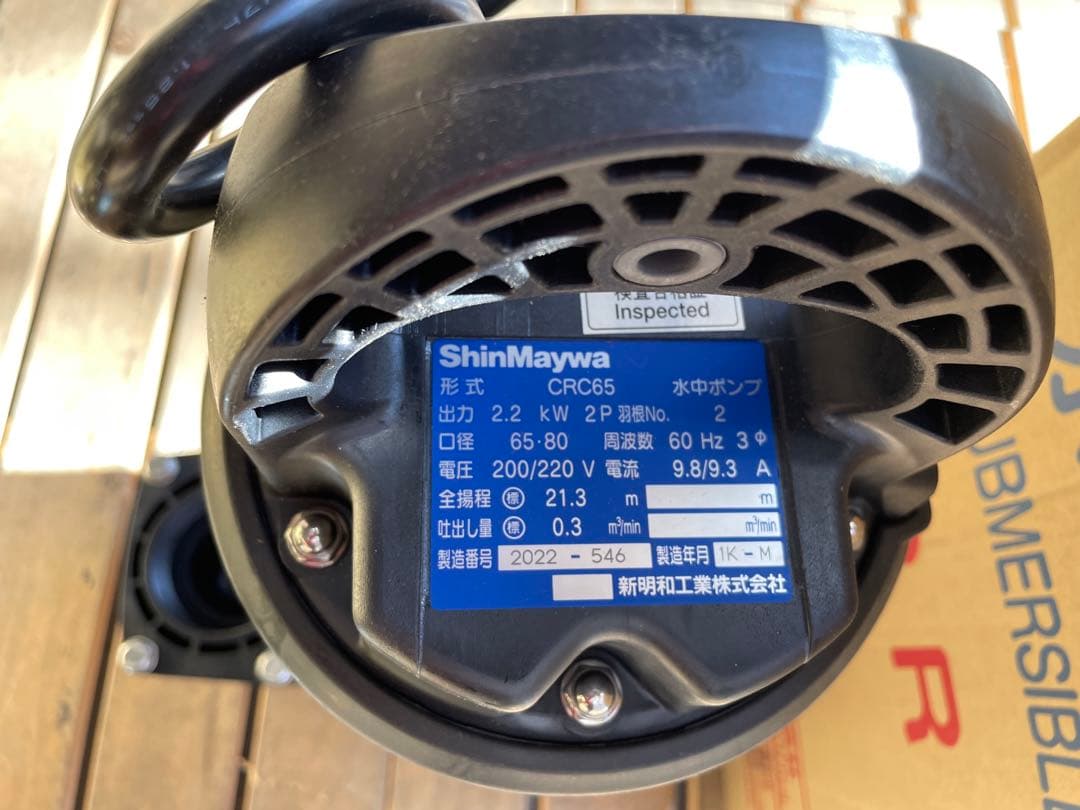 検査合格証
Inspected
ShinMaywa
形式 CRC65 水中ポンプ
出力 2.2 kW 2P 羽根No. 2
口径 65・80 周波数 60 Hz 3φ
電圧 200/220 V 電流 9.8/9.3 A
全揚程 標 21.3 m m
吐出し量 標 0.3 m³/min m³/min
製造番号 2022 - 546 製造年月 1K - M
新明和工業株式会社
UBMERSIBL
R